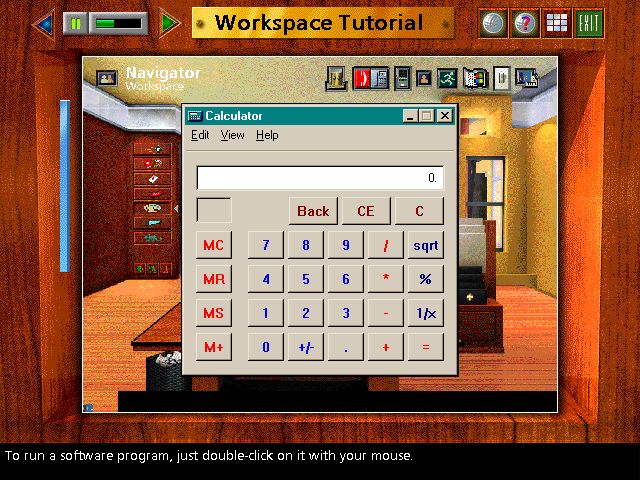 Workspace Tutorial
EXIT
Navigator
Workspace
Calculator
Edit View Help
0.
Back CE C
MC 7 8 9 / sqrt
MR 4 5 6 * %
MS 1 2 3 - 1/x
M+ 0 +/- . + =
To run a software program, just double-click on it with your mouse.